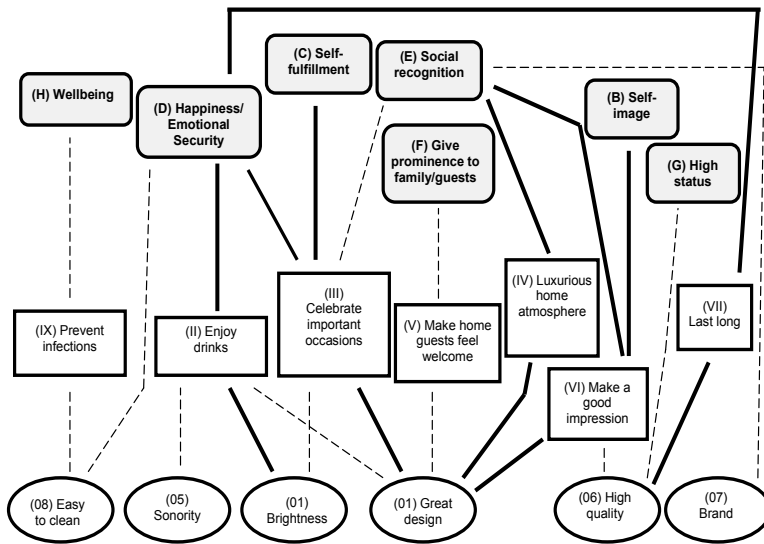 (C) Self-
fulfillment
(E) Social
recognition
(H) Wellbeing
(D) Happiness/
Emotional
Security
(B) Self-
image
(F) Give
prominence to
family/guests
(G) High
status
(III)
Celebrate
important
occasions
(IV) Luxurious
home
atmosphere
(VII)
Last long
(IX) Prevent
infections
(II) Enjoy
drinks
(V) Make home
guests feel
welcome
(VI) Make a
good
impression
(08) Easy
to clean
(05)
Sonority
(01)
Brightness
(01) Great
design
(06) High
quality
(07)
Brand